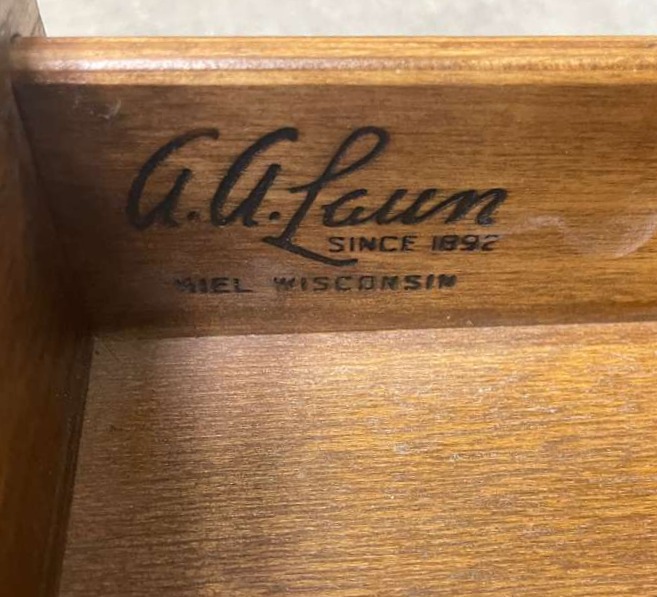 a.a. Laun
SINCE 1892
KIEL WISCONSIN